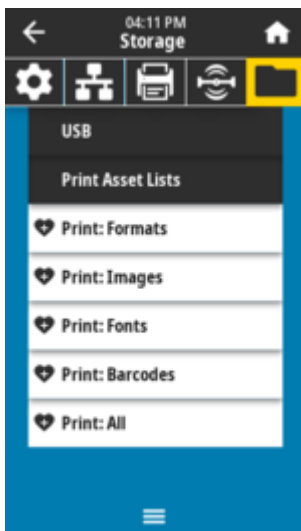 04:11 PM
Storage
USB
Print Asset Lists
Print: Formats
Print: Images
Print: Fonts
Print: Barcodes
Print: All